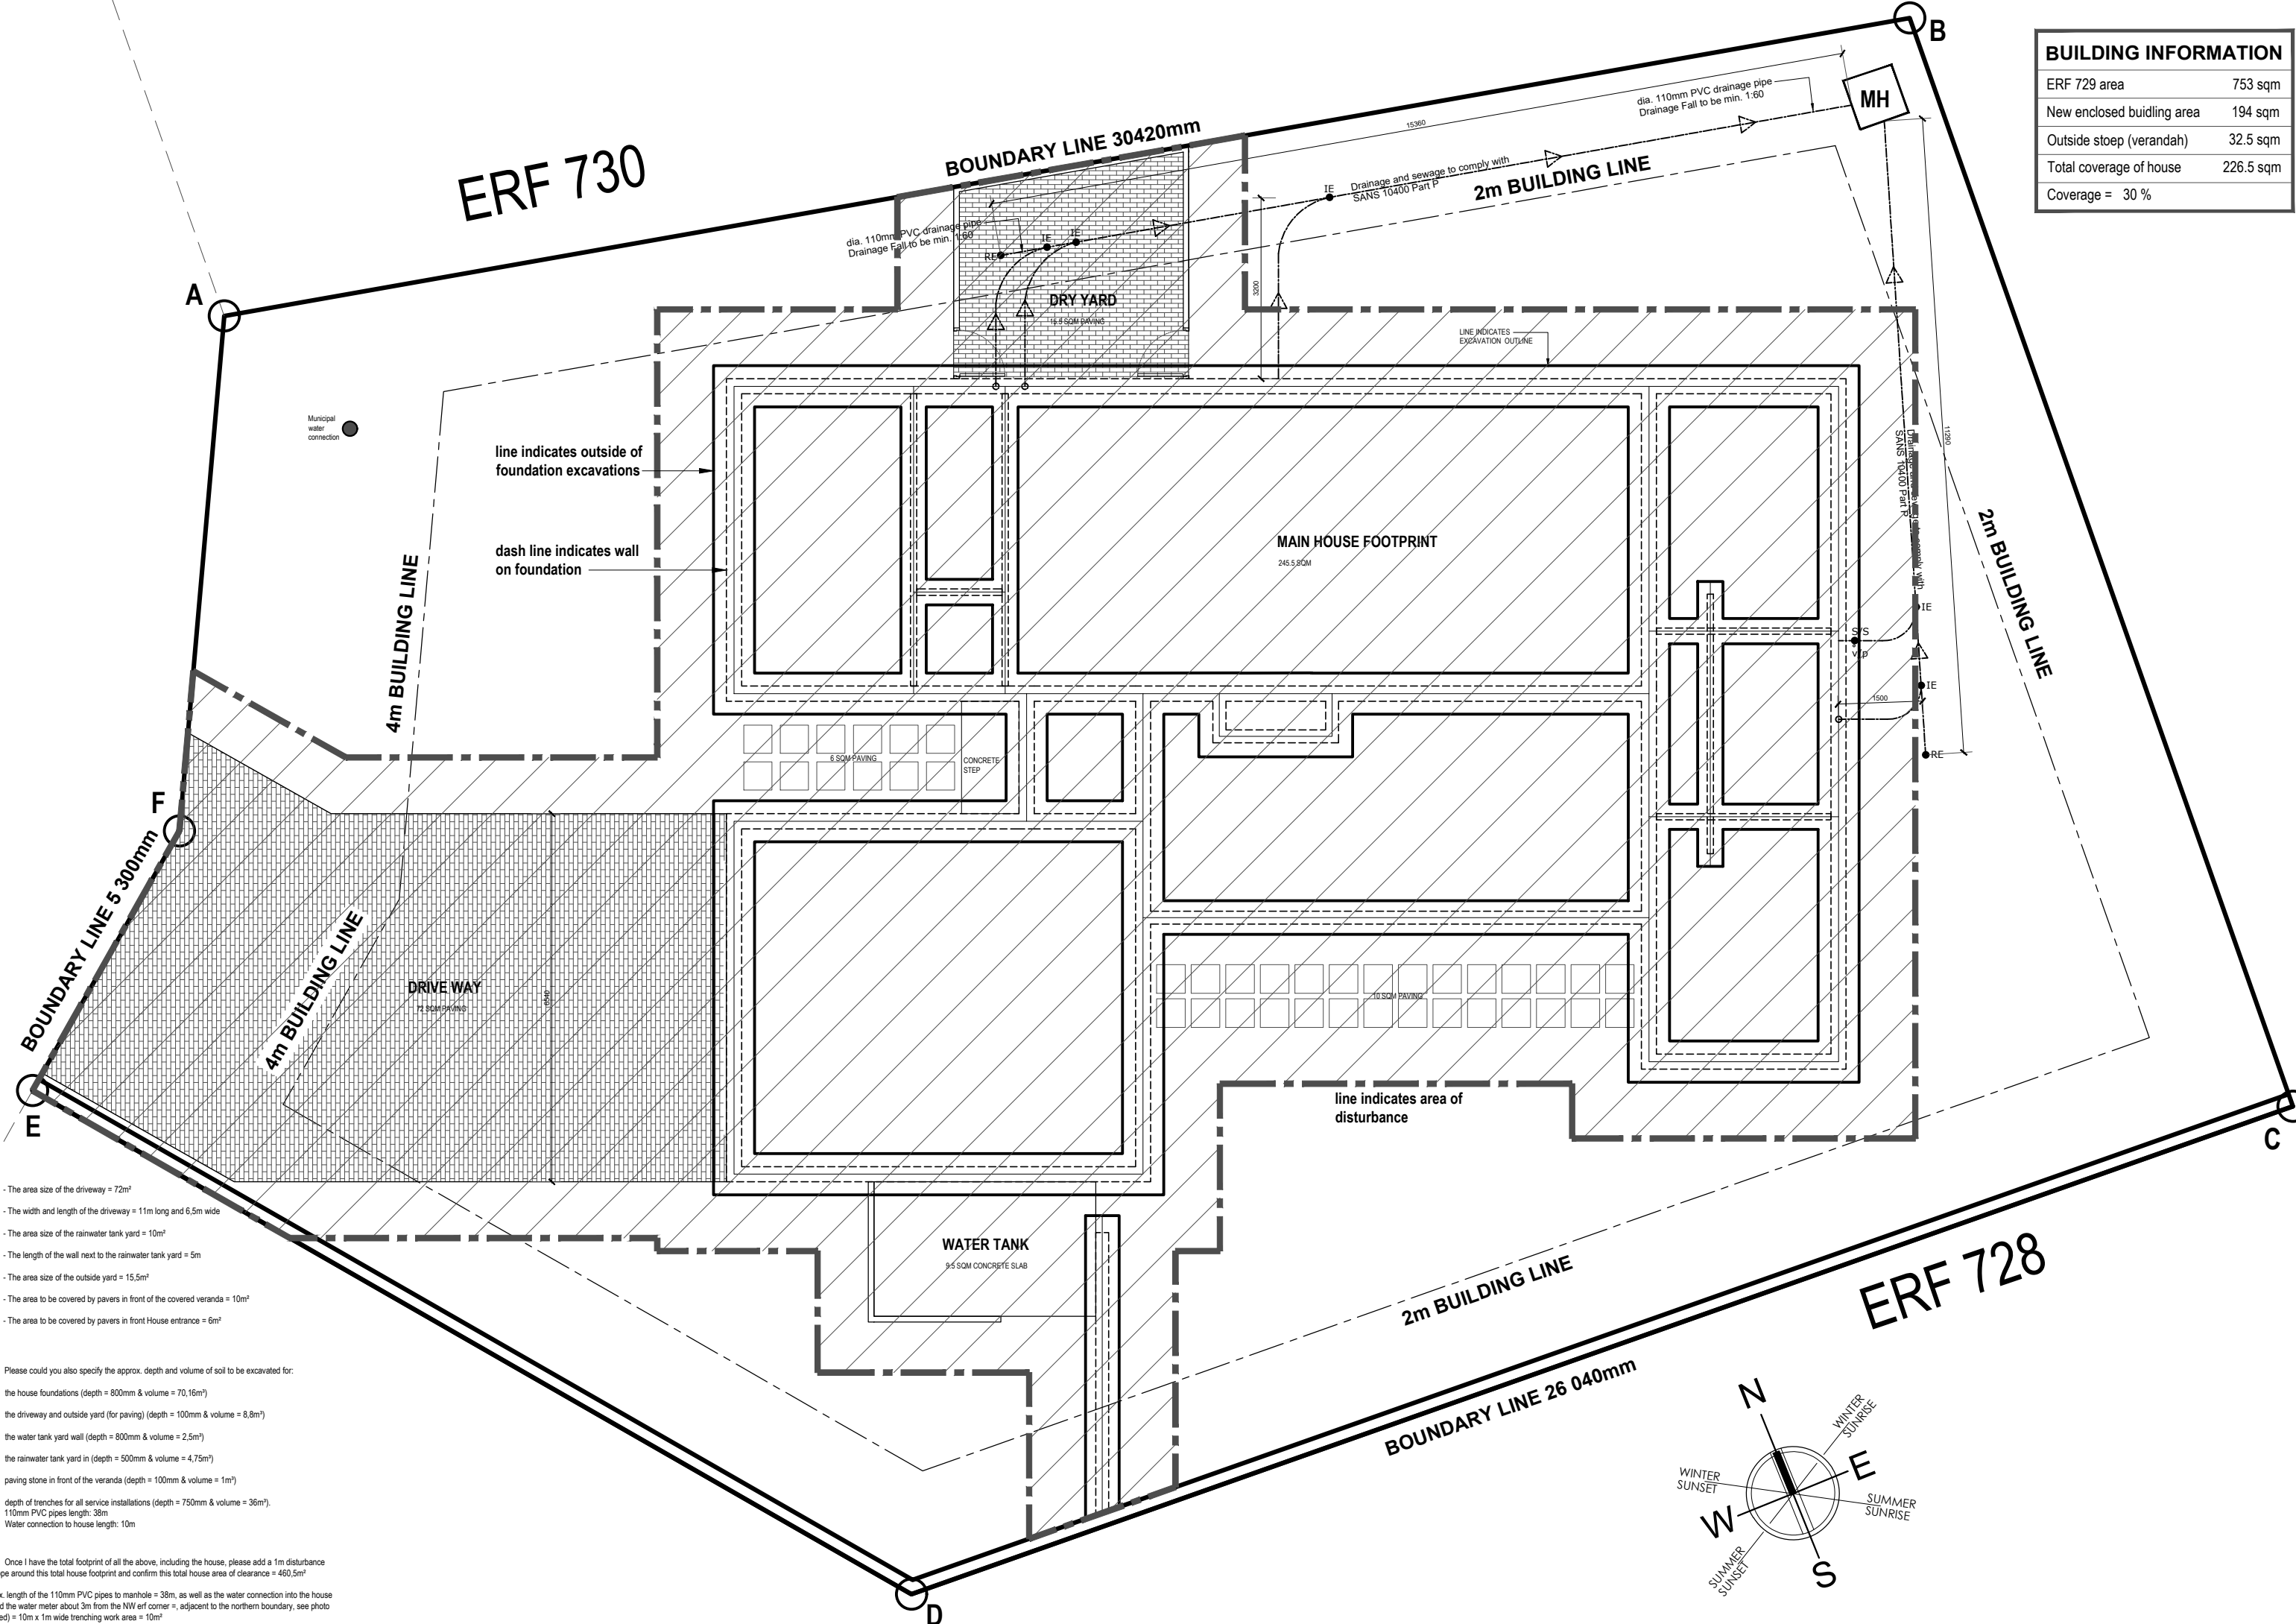 B
BUILDING INFORMATION
ERF 729 area 753 sqm
New enclosed buidling area 194 sqm
Outside stoep (verandah) 32.5 sqm
Total coverage of house 226.5 sqm
Coverage = 30 %
MH
dia. 110mm PVC drainage pipe
Drainage Fall to be min. 1:60
15360
BOUNDARY LINE 30420mm
ERF 730
Drainage and sewage to comply with
SANS 10400 Part P
2m BUILDING LINE
IE
dia. 110mm PVC drainage pipe
Drainage Fall to be min. 1:60
RE
IE
IE
3200
A
DRY YARD
15.5 SQM PAVING
LINE INDICATES
EXCAVATION OUTLINE
Municipal
water
connection
line indicates outside of
foundation excavations
11290
Drainage and sewage to comply with
SANS 10400 Part P
MAIN HOUSE FOOTPRINT
245.5 SQM
dash line indicates wall
on foundation
2m BUILDING LINE
4m BUILDING LINE
IE
S/S
v/p
IE
1500
RE
6 SQM PAVING
CONCRETE
STEP
F
BOUNDARY LINE 5 300mm
4m BUILDING LINE
DRIVE WAY
72 SQM PAVING
6540
10 SQM PAVING
E
line indicates area of
disturbance
C
- The area size of the driveway = 72m²
- The width and length of the driveway = 11m long and 6,5m wide
- The area size of the rainwater tank yard = 10m²
- The length of the wall next to the rainwater tank yard = 5m
- The area size of the outside yard = 15,5m²
- The area to be covered by pavers in front of the covered veranda = 10m²
- The area to be covered by pavers in front House entrance = 6m²
WATER TANK
9.5 SQM CONCRETE SLAB
2m BUILDING LINE
ERF 728
BOUNDARY LINE 26 040mm
Please could you also specify the approx. depth and volume of soil to be excavated for:
the house foundations (depth = 800mm & volume = 70,16m³)
the driveway and outside yard (for paving) (depth = 100mm & volume = 8,8m³)
the water tank yard wall (depth = 800mm & volume = 2,5m³)
the rainwater tank yard in (depth = 500mm & volume = 4,75m³)
paving stone in front of the veranda (depth = 100mm & volume = 1m³)
depth of trenches for all service installations (depth = 750mm & volume = 36m³).
110mm PVC pipes length: 38m
Water connection to house length: 10m
Once I have the total footprint of all the above, including the house, please add a 1m disturbance
pe around this total house footprint and confirm this total house area of clearance = 460,5m²
x. length of the 110mm PVC pipes to manhole = 38m, as well as the water connection into the house
d the water meter about 3m from the NW erf corner =, adjacent to the northern boundary, see photo
ed) = 10m x 1m wide trenching work area = 10m²
D
N
WINTER
SUNRISE
E
WINTER
SUNSET
SUMMER
SUNRISE
W
SUMMER
SUNSET
S